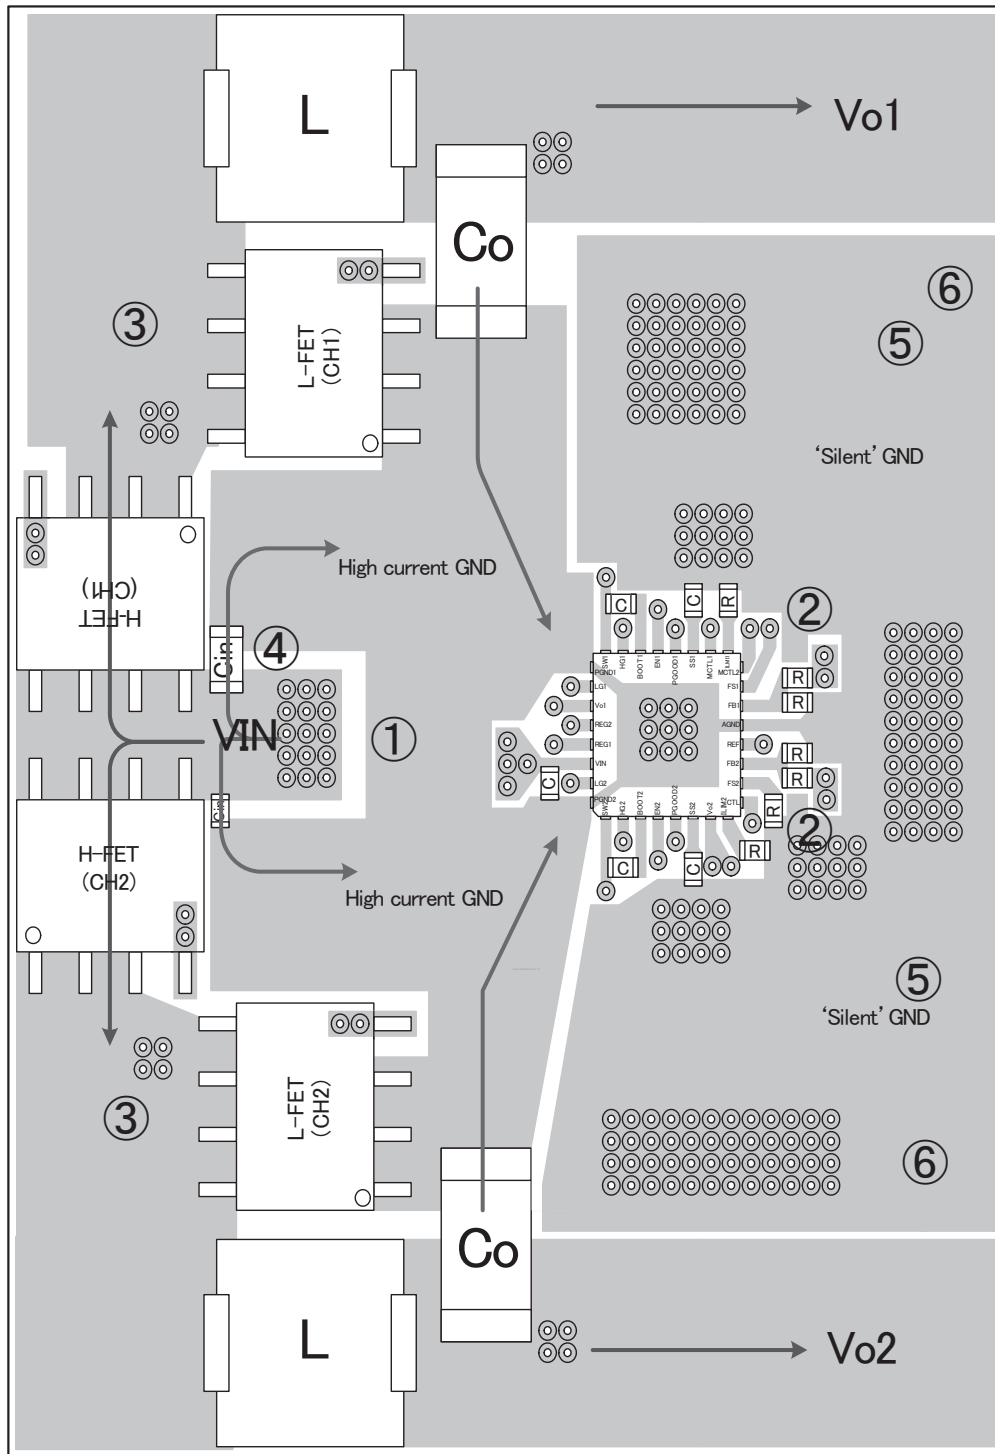 L
Vo1
Co
⑥
③
L-FET
(CH1)
⑤
'Silent' GND
High current GND
H-FET
(CH1)
C
C
R
②
Cin
④
SW1
HG1
BOOT1
EN1
PGOOD1
SS1
MCTL1
ILIM1
PGND1
MCTL2
LG1
FS1
R
Vo1
FB1
R
VIN
①
REG2
AGND
REG1
REF
VIN
FB2
R
LG2
FS2
R
C
PGND2
CTL
R
Cin
SW2
HG2
BOOT2
EN2
PGOOD2
SS2
Vo2
ILIM2
②
H-FET
(CH2)
R
C
C
High current GND
⑤
'Silent' GND
L-FET
(CH2)
③
⑥
Co
L
Vo2